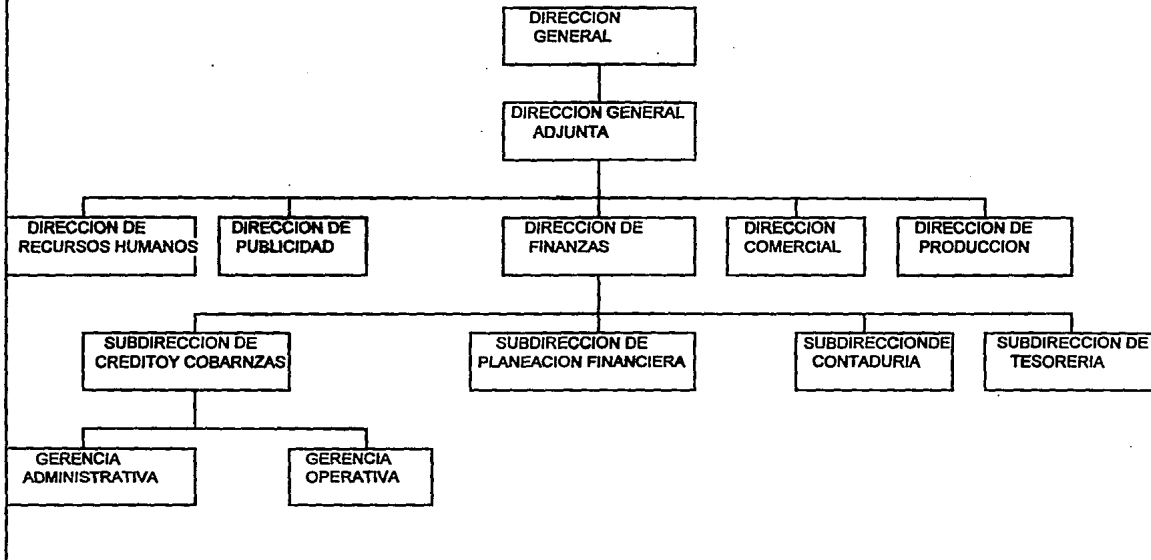 DIRECCION
GENERAL
DIRECCION GENERAL
ADJUNTA
DIRECCION DE
RECURSOS HUMANOS
DIRECCION DE
PUBLICIDAD
DIRECCION DE
FINANZAS
DIRECCION
COMERCIAL
DIRECCION DE
PRODUCCION
SUBDIRECCION DE
CREDITOY COBARNZAS
SUBDIRECCION DE
PLANEACION FINANCIERA
SUBDIRECCIONDE
CONTADURIA
SUBDIRECCION DE
TESORERIA
GERENCIA
ADMINISTRATIVA
GERENCIA
OPERATIVA